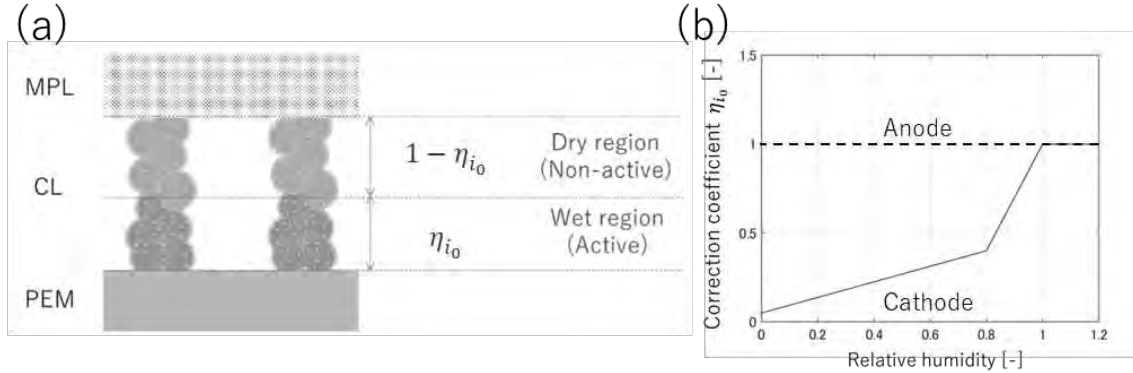 (a)
MPL
CL
PEM
1 − η_{i_0}
Dry region
(Non-active)
η_{i_0}
Wet region
(Active)
(b)
Correction coefficient η_{i_0} [-]
1.5
1
0.5
0
Anode
Cathode
0 0.2 0.4 0.6 0.8 1 1.2
Relative humidity [-]